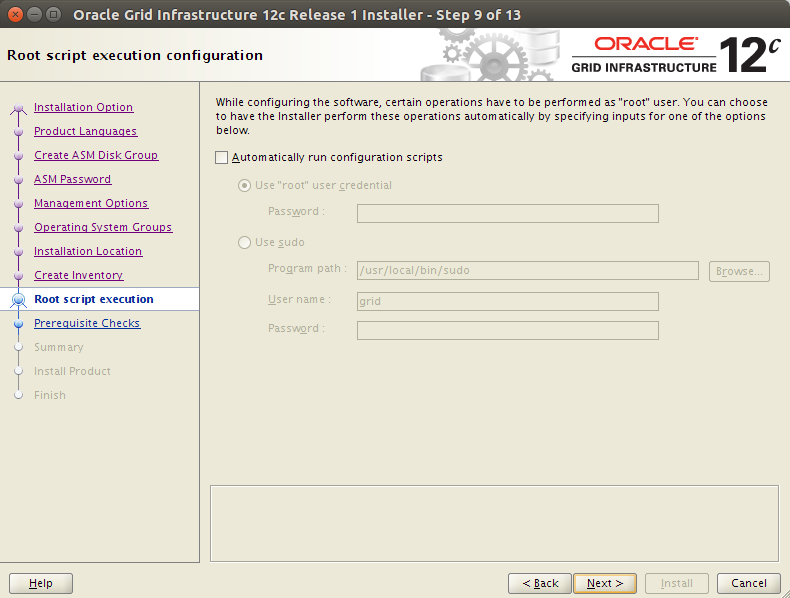 Oracle Grid Infrastructure 12c Release 1 Installer - Step 9 of 13
Root script execution configuration
ORACLE
GRID INFRASTRUCTURE
12c
Installation Option
Product Languages
Create ASM Disk Group
ASM Password
Management Options
Operating System Groups
Installation Location
Create Inventory
Root script execution
Prerequisite Checks
Summary
Install Product
Finish
While configuring the software, certain operations have to be performed as "root" user. You can choose
to have the Installer perform these operations automatically by specifying inputs for one of the options
below.
Automatically run configuration scripts
Use "root" user credential
Password :
Use sudo
Program path : /usr/local/bin/sudo Browse...
User name : grid
Password :
Help < Back Next > Install Cancel